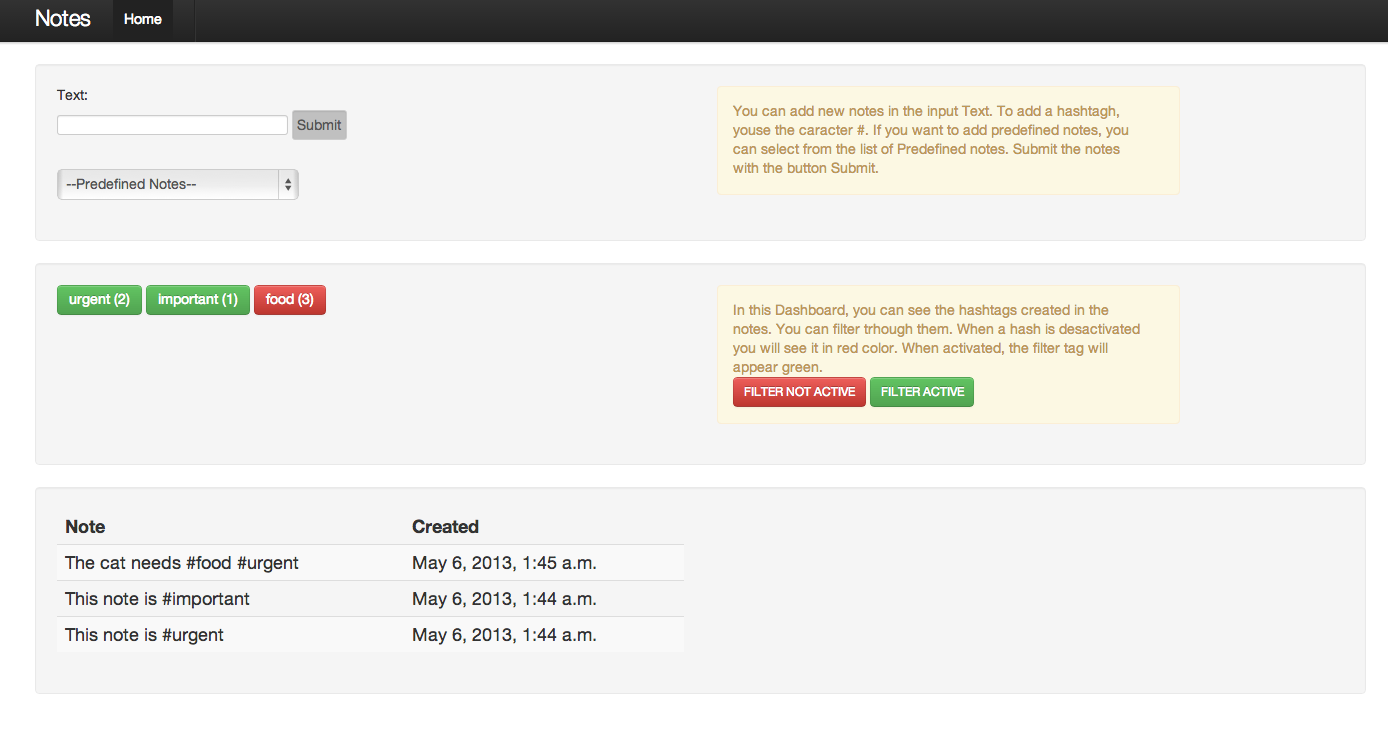 Notes Home
Text:
Submit
--Predefined Notes--
You can add new notes in the input Text. To add a hashtagh,
youse the caracter #. If you want to add predefined notes, you
can select from the list of Predefined notes. Submit the notes
with the button Submit.
urgent (2) important (1) food (3)
In this Dashboard, you can see the hashtags created in the
notes. You can filter trhough them. When a hash is desactivated
you will see it in red color. When activated, the filter tag will
appear green.
FILTER NOT ACTIVE FILTER ACTIVE
Note Created
The cat needs #food #urgent May 6, 2013, 1:45 a.m.
This note is #important May 6, 2013, 1:44 a.m.
This note is #urgent May 6, 2013, 1:44 a.m.